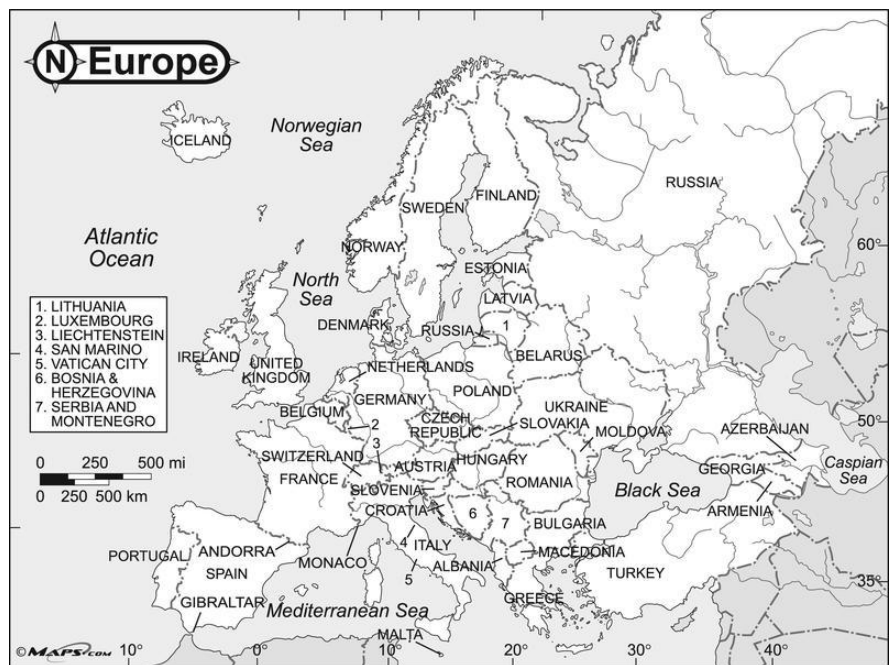 N Europe
Norwegian
Sea
ICELAND
RUSSIA
FINLAND
SWEDEN
Atlantic
Ocean
NORWAY
60°
ESTONIA
North
Sea
LATVIA
DENMARK
RUSSIA
1
1. LITHUANIA
2 LUXEMBOURG
3 LIECHTENSTEIN
4 SAN MARINO
5 VATICAN CITY
6 BOSNIA &
HERZEGOVINA
7. SERBIA AND
MONTENEGRO
IRELAND
UNITED
KINGDOM
BELARUS
NETHERLANDS
POLAND
GERMANY
BELGIUM
UKRAINE
CZECH
REPUBLIC
SLOVAKIA
2
3
MOLDOVA
AZERBAIJAN
50°
0 250 500 mi
0 250 500 km
SWITZERLAND
AUSTRIA
HUNGARY
FRANCE
SLOVENIA
ROMANIA
GEORGIA
Caspian
Sea
Black Sea
CROATIA
6
7
ARMENIA
BULGARIA
4
ITALY
PORTUGAL
ANDORRA
MONACO
MACEDONIA
ALBANIA
5
SPAIN
TURKEY
35°
GIBRALTAR
GREECE
Mediterranean Sea
MALTA
© MAPS.COM
10° 0° 10° 20° 30° 40°